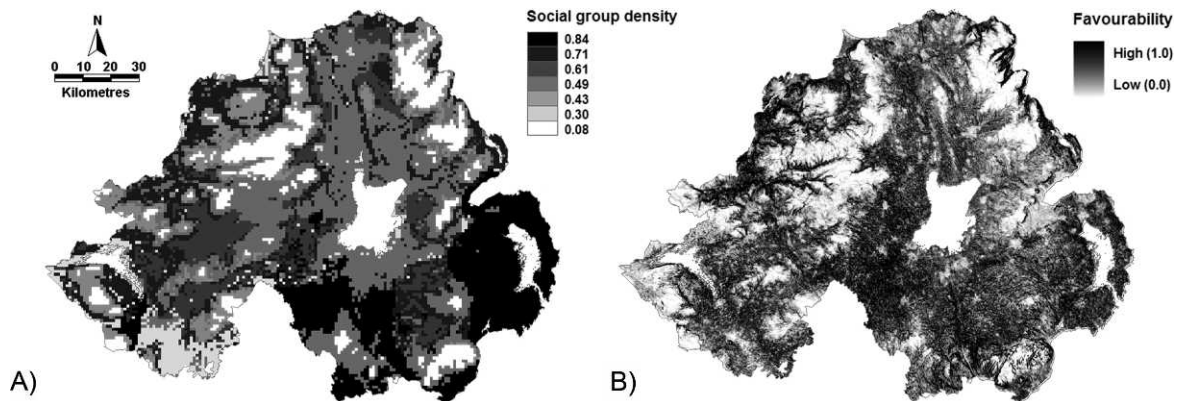 N
0 10 20 30
Kilometres
Social group density
0.84
0.71
0.61
0.49
0.43
0.30
0.08
A)
Favourability
High (1.0)
Low (0.0)
B)